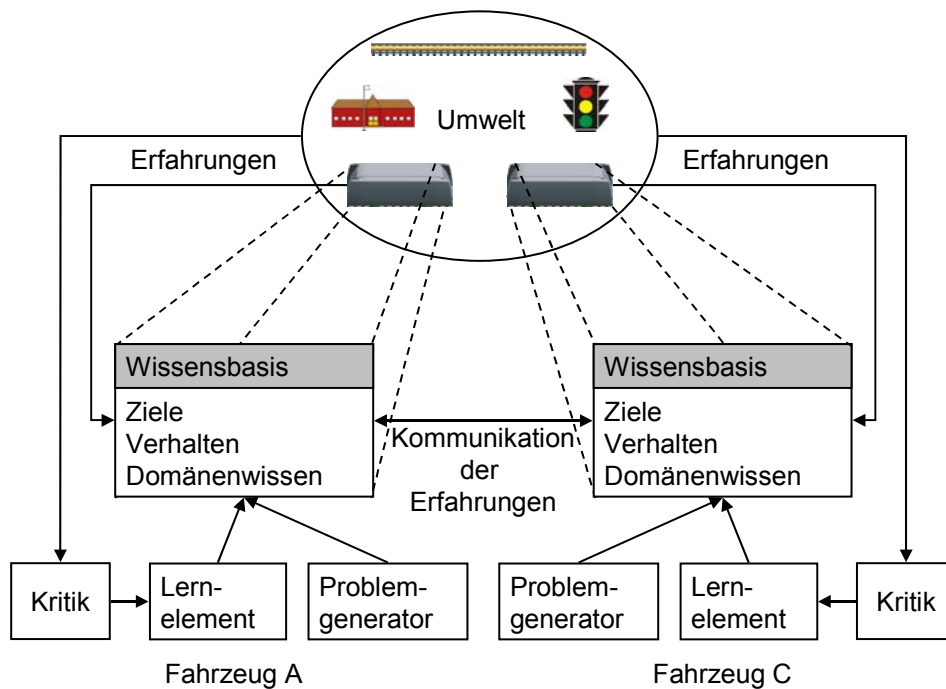 Umwelt
Erfahrungen
Erfahrungen
Wissensbasis
Ziele
Verhalten
Domänenwissen
Kommunikation
der
Erfahrungen
Wissensbasis
Ziele
Verhalten
Domänenwissen
Kritik
Lern-
element
Problem-
generator
Problem-
generator
Lern-
element
Kritik
Fahrzeug A
Fahrzeug C